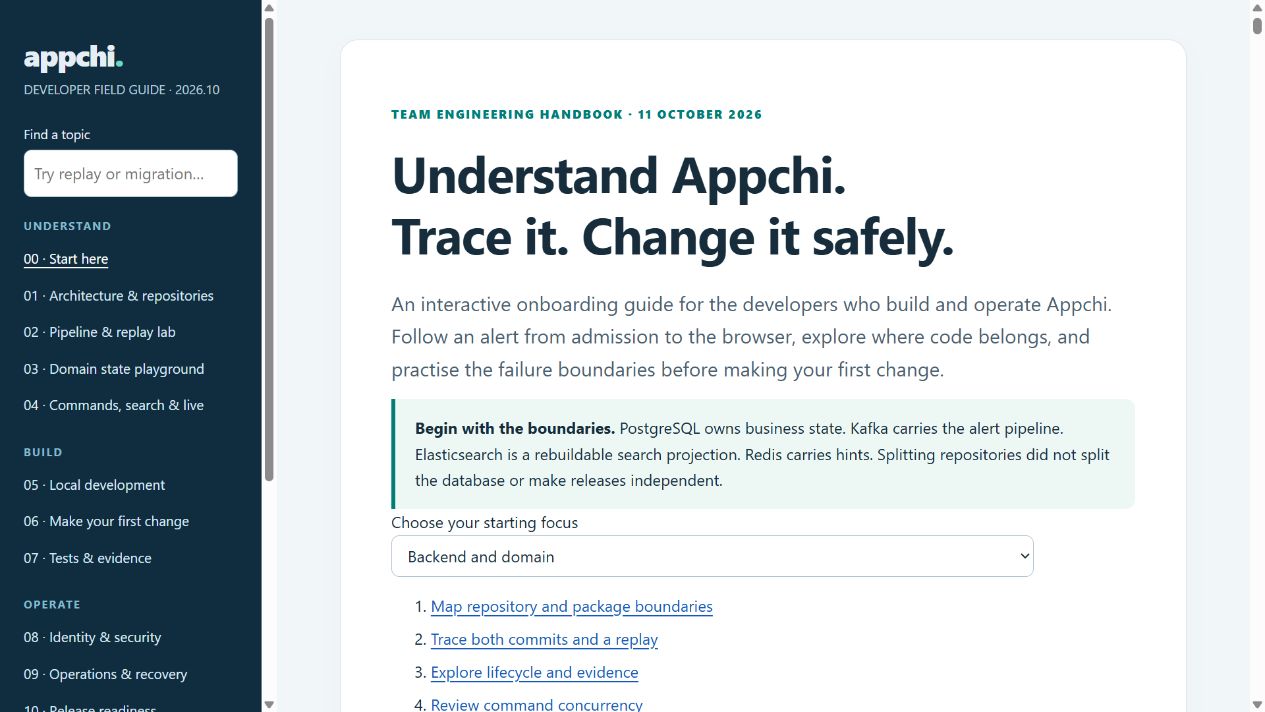 appchi.
DEVELOPER FIELD GUIDE · 2026.10
Find a topic
Try replay or migration...
UNDERSTAND
00 · Start here
01 · Architecture & repositories
02 · Pipeline & replay lab
03 · Domain state playground
04 · Commands, search & live
BUILD
05 · Local development
06 · Make your first change
07 · Tests & evidence
OPERATE
08 · Identity & security
09 · Operations & recovery
10 · Release readiness
TEAM ENGINEERING HANDBOOK · 11 OCTOBER 2026
Understand Appchi.
Trace it. Change it safely.
An interactive onboarding guide for the developers who build and operate Appchi.
Follow an alert from admission to the browser, explore where code belongs, and
practise the failure boundaries before making your first change.
Begin with the boundaries. PostgreSQL owns business state. Kafka carries the alert pipeline.
Elasticsearch is a rebuildable search projection. Redis carries hints. Splitting repositories did not split
the database or make releases independent.
Choose your starting focus
Backend and domain
1. Map repository and package boundaries
2. Trace both commits and a replay
3. Explore lifecycle and evidence
4. Review command concurrency